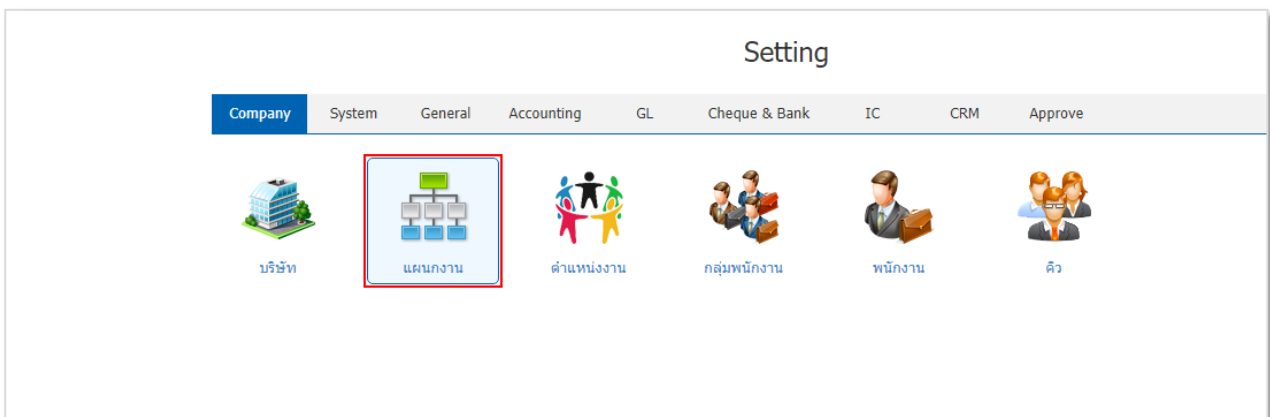 Setting
Company System General Accounting GL Cheque & Bank IC CRM Approve
บริษัท แผนกงาน ตำแหน่งงาน กลุ่มพนักงาน พนักงาน คิว